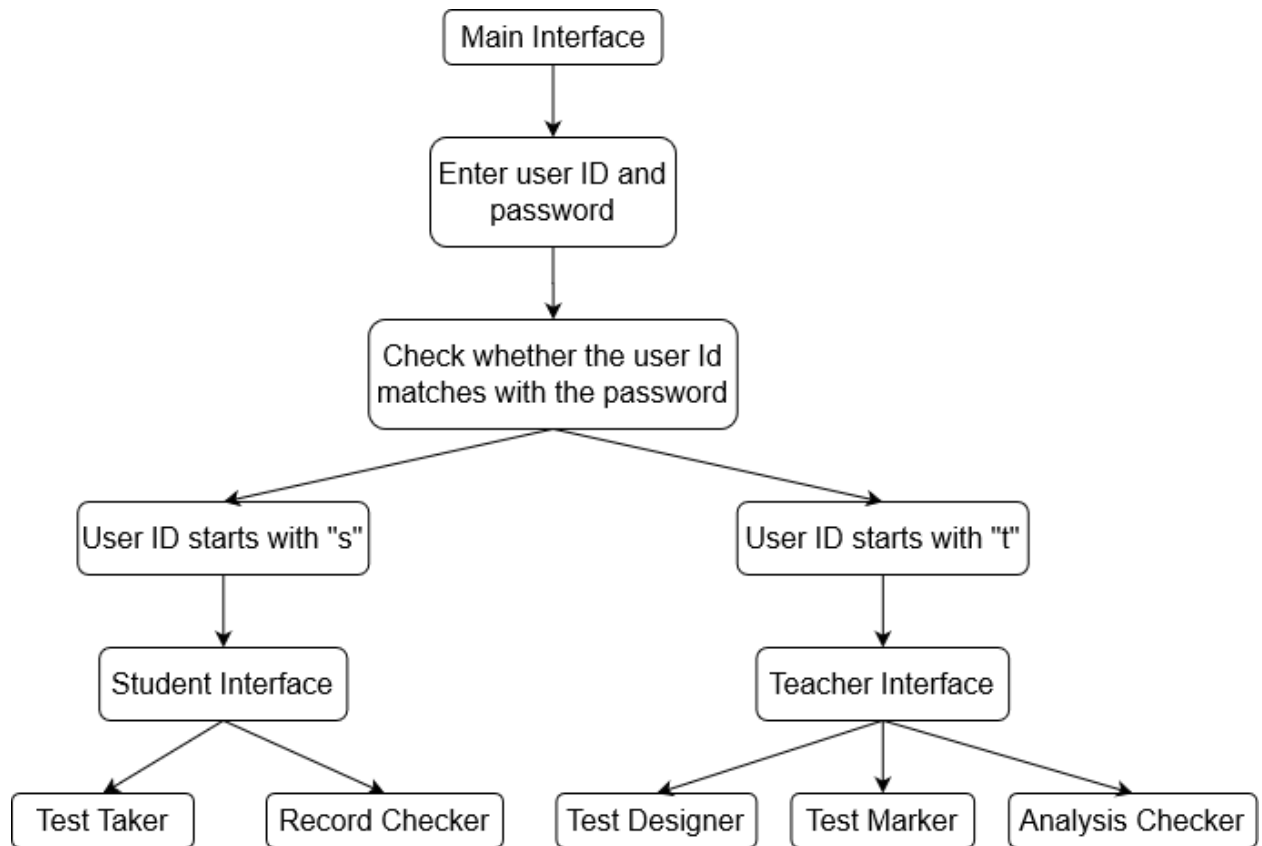 Main Interface
Enter user ID and
password
Check whether the user Id
matches with the password
User ID starts with "s"
User ID starts with "t"
Student Interface
Teacher Interface
Test Taker
Record Checker
Test Designer
Test Marker
Analysis Checker